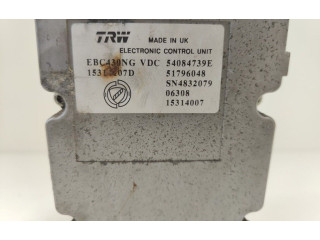 TRW MADE IN UK
ELECTRONIC CONTROL UNIT
EBC430NG VDC 54084739E
51796048
SN4832079
06308
15314007